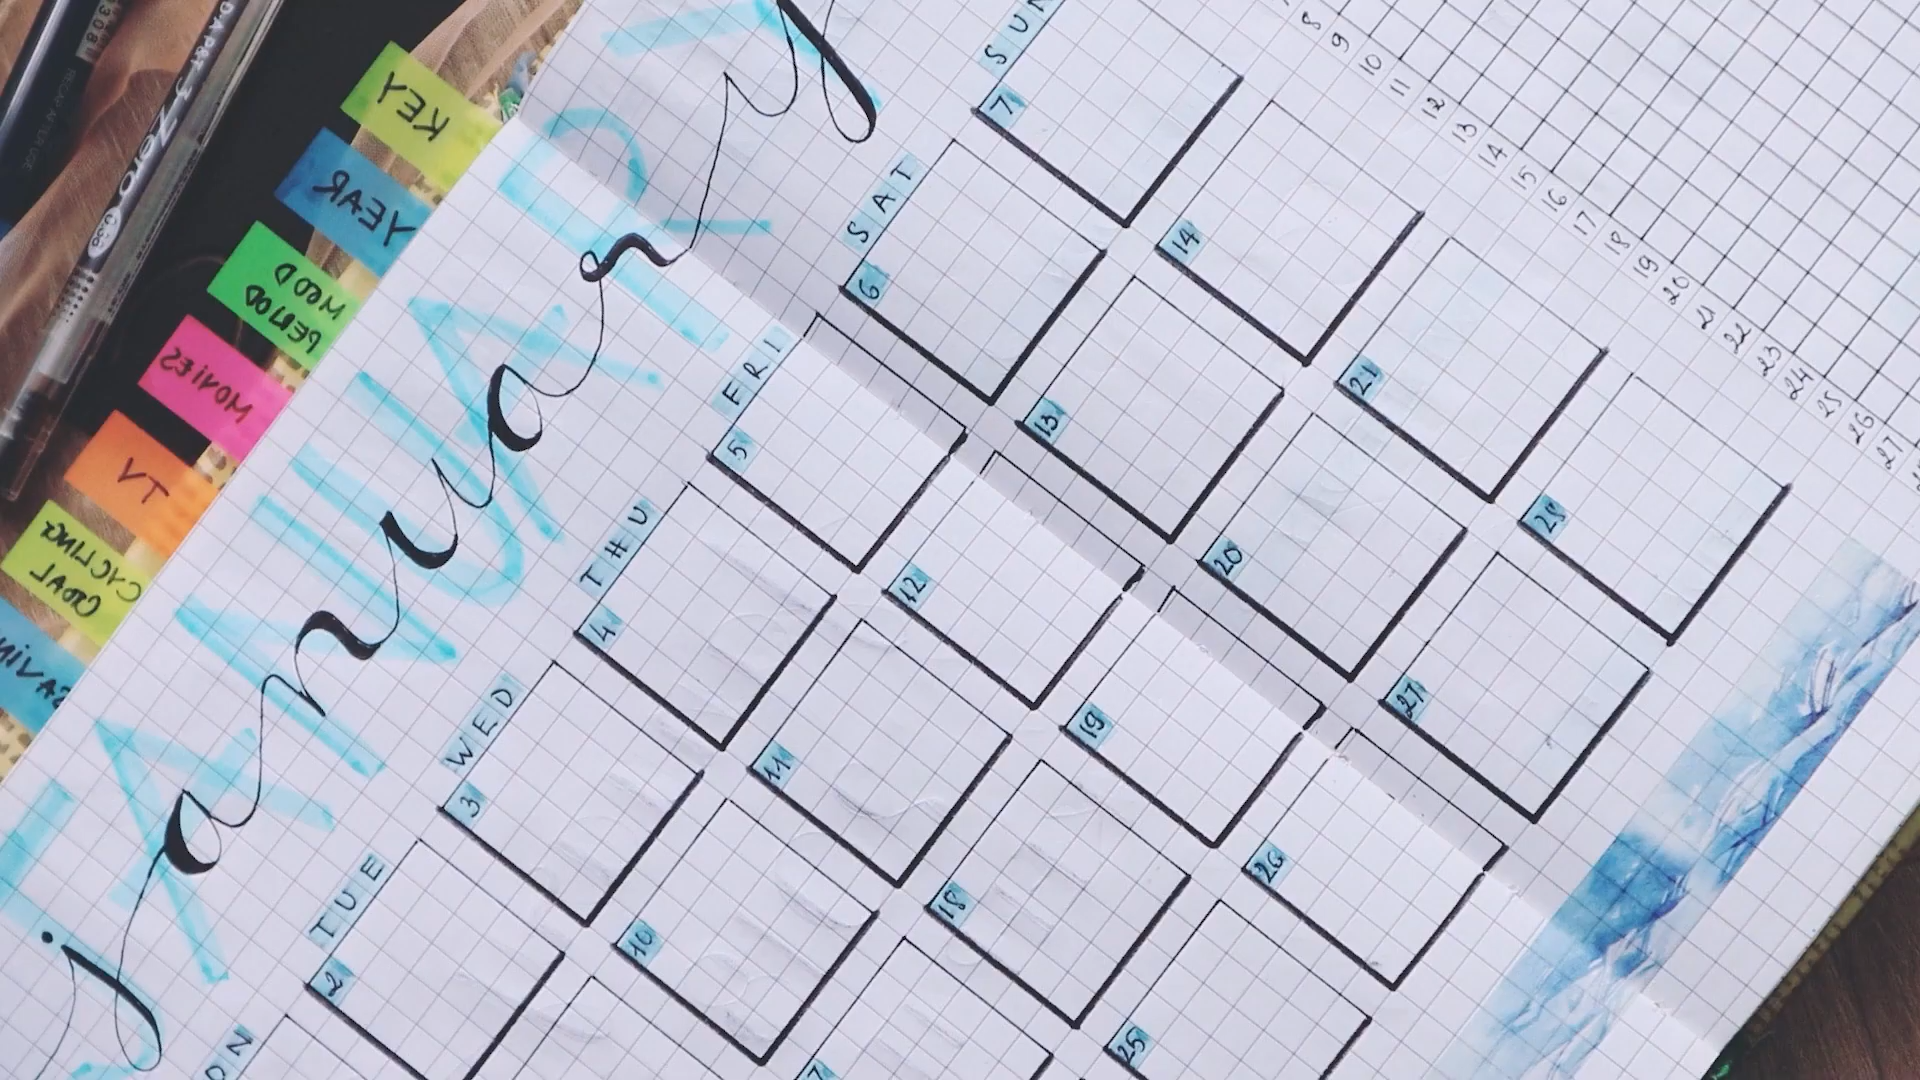 JANUARY
january
TUE
WED
THU
FRI
SAT
SUN
2
3
4
5
6
7
10
11
12
13
14
18
19
20
21
25
26
27
28
8
9
10
11
12
13
14
15
16
17
18
19
20
21
22
23
24
25
26
27
KEY
YEAR
MOOD
PERIOD
MOVIES
TV
CYCLING
GOAL